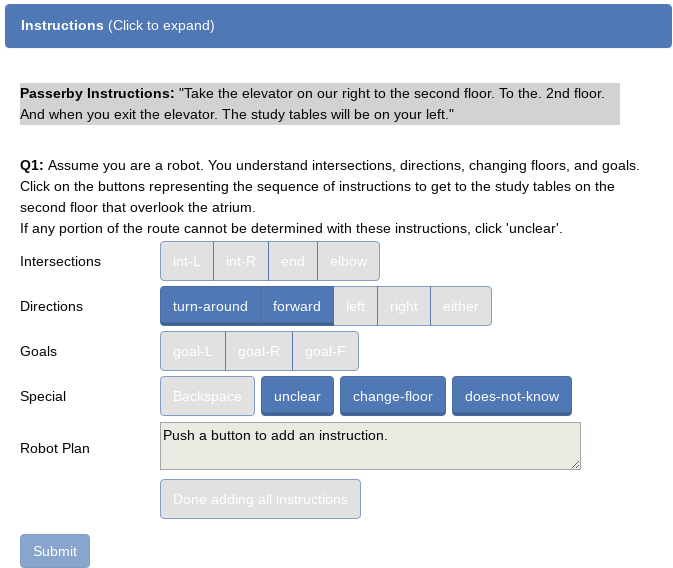 Instructions (Click to expand)
Passerby Instructions: "Take the elevator on our right to the second floor. To the. 2nd floor.
And when you exit the elevator. The study tables will be on your left."
Q1: Assume you are a robot. You understand intersections, directions, changing floors, and goals.
Click on the buttons representing the sequence of instructions to get to the study tables on the
second floor that overlook the atrium.
If any portion of the route cannot be determined with these instructions, click 'unclear'.
Intersections int-L int-R end elbow
Directions turn-around forward left right either
Goals goal-L goal-R goal-F
Special Backspace unclear change-floor does-not-know
Robot Plan Push a button to add an instruction.
Done adding all instructions
Submit